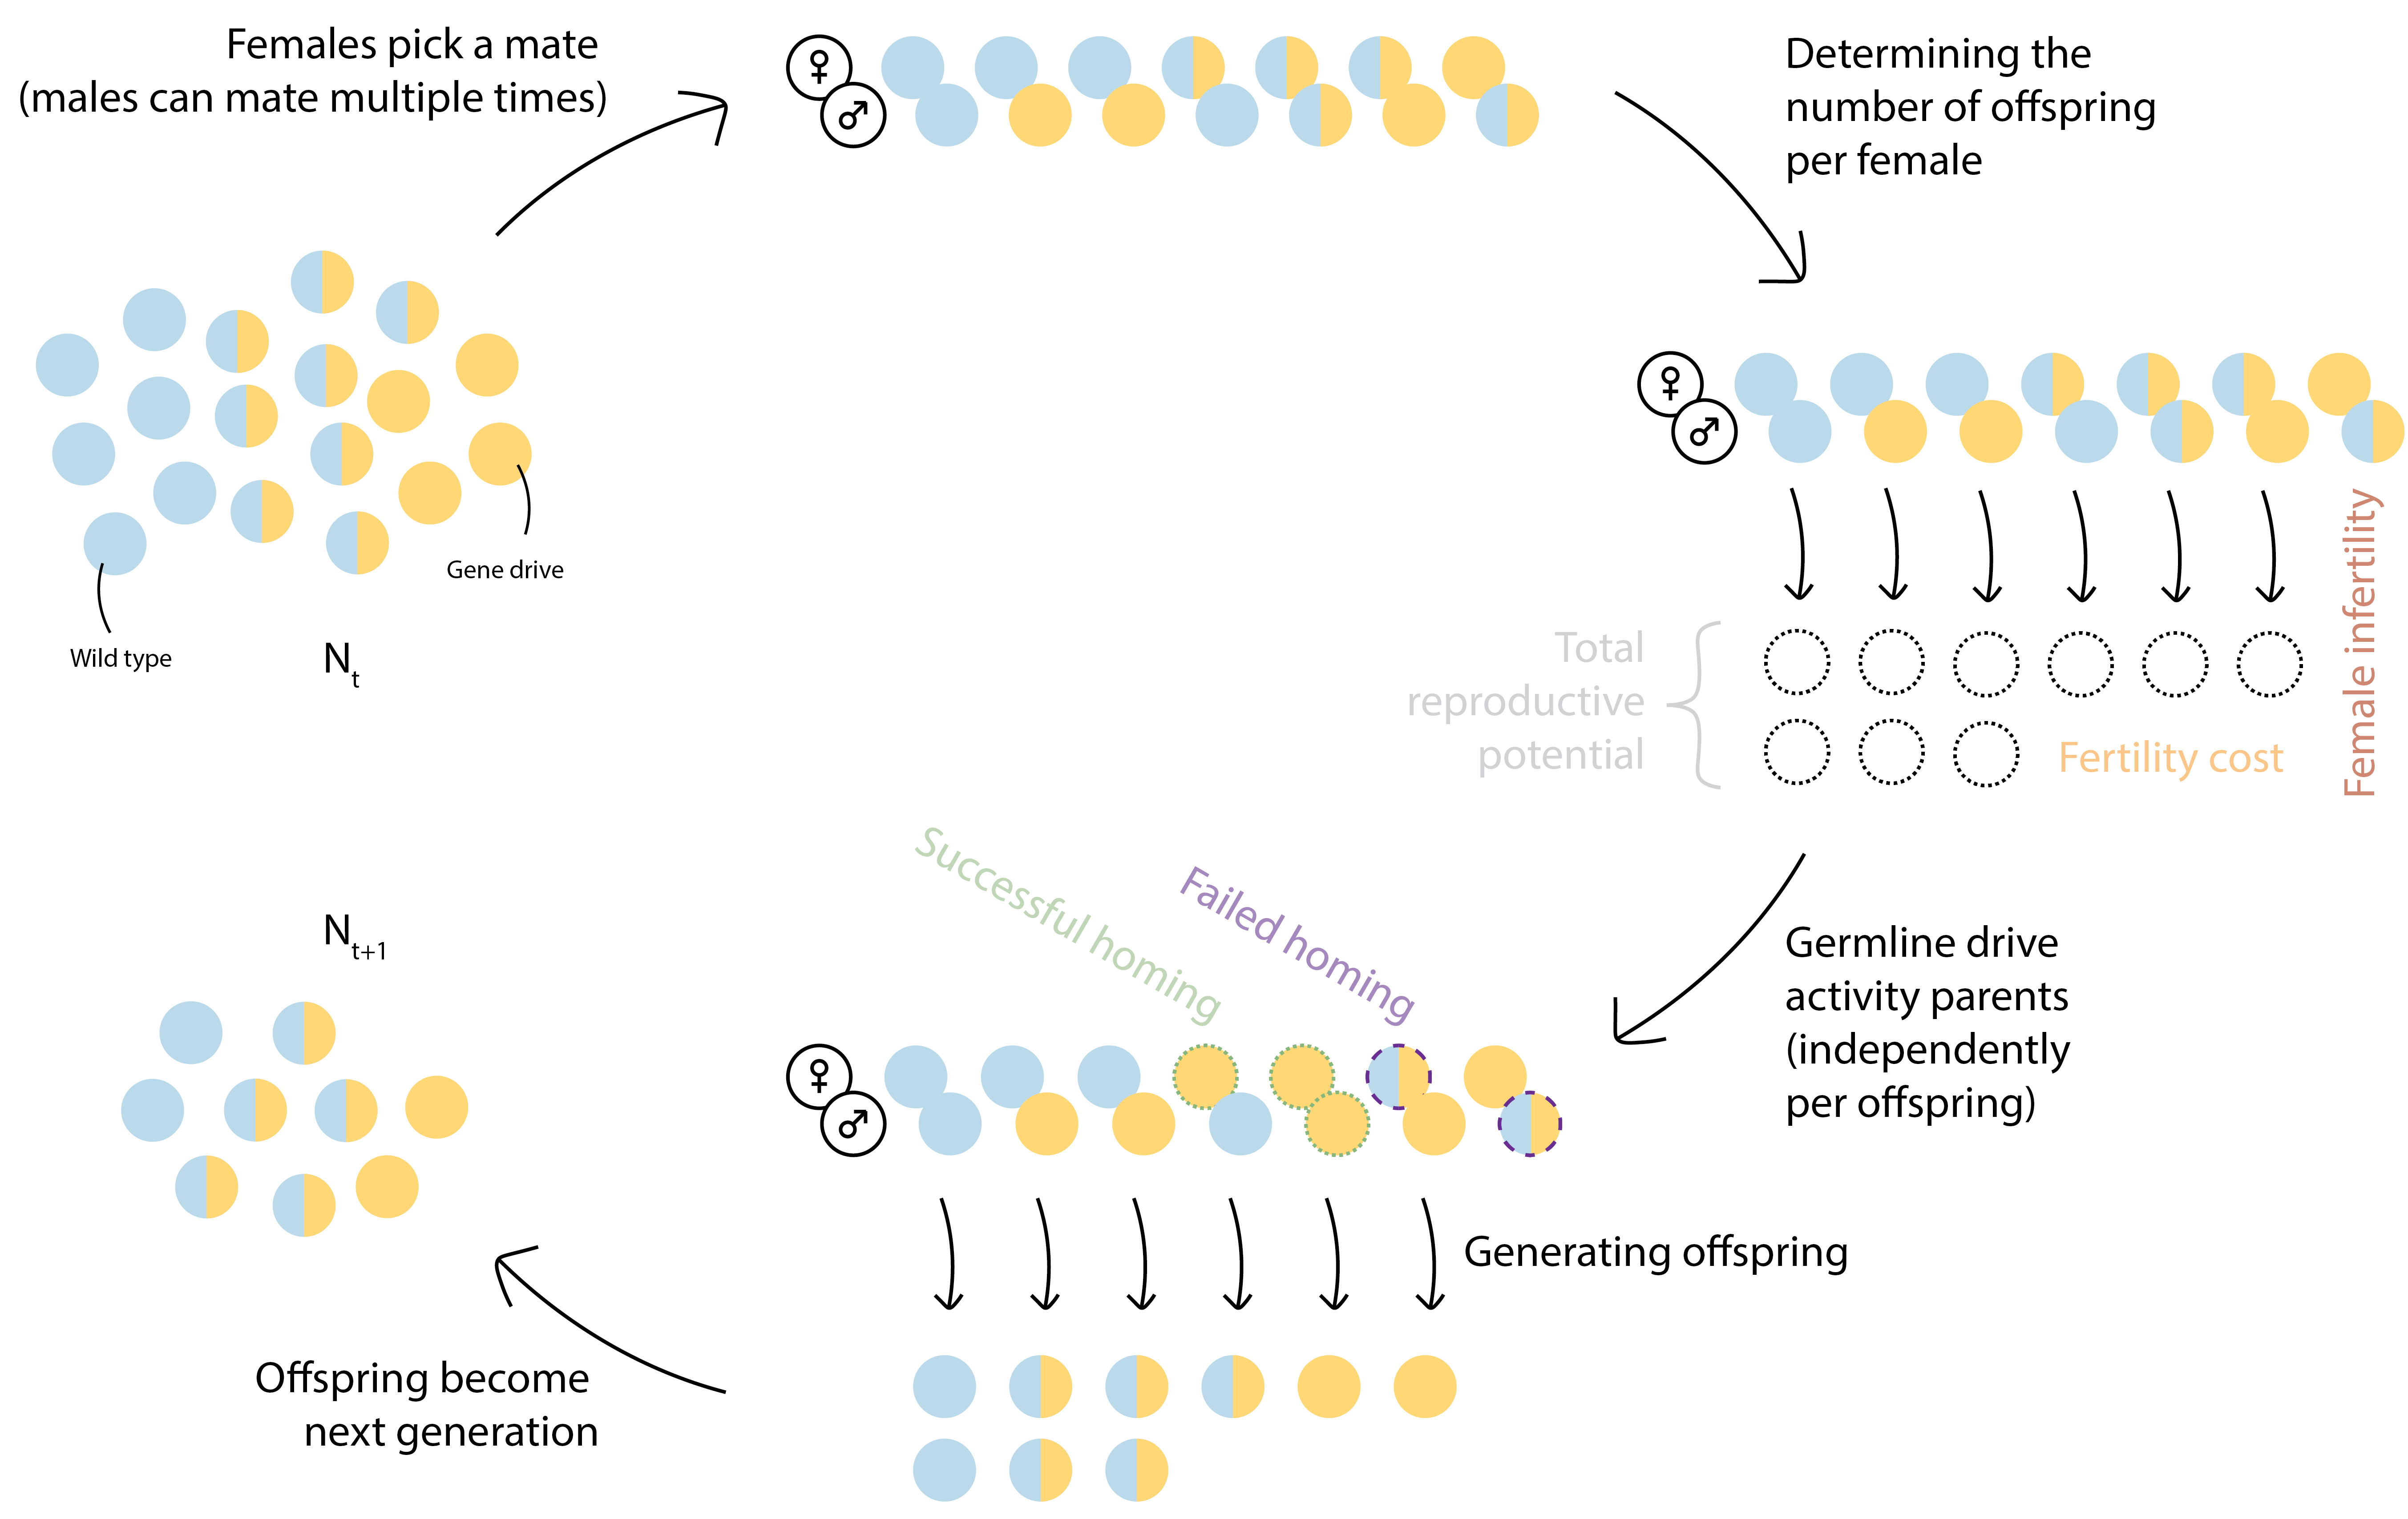 Females pick a mate
(males can mate multiple times)
♀
♂
Determining the
number of offspring
per female
♀
♂
Gene drive
Wild type
Nt
Total
reproductive
potential
Fertility cost
Female infertility
Successful homing
Failed homing
Germline drive
activity parents
(independently
per offspring)
Nt+1
♀
♂
Generating offspring
Offspring become
next generation